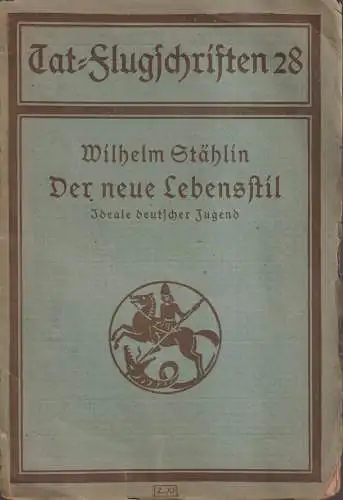 Tat-Flugschriften 28
Wilhelm Stählin
Der neue Lebensstil
Ideale deutscher Jugend